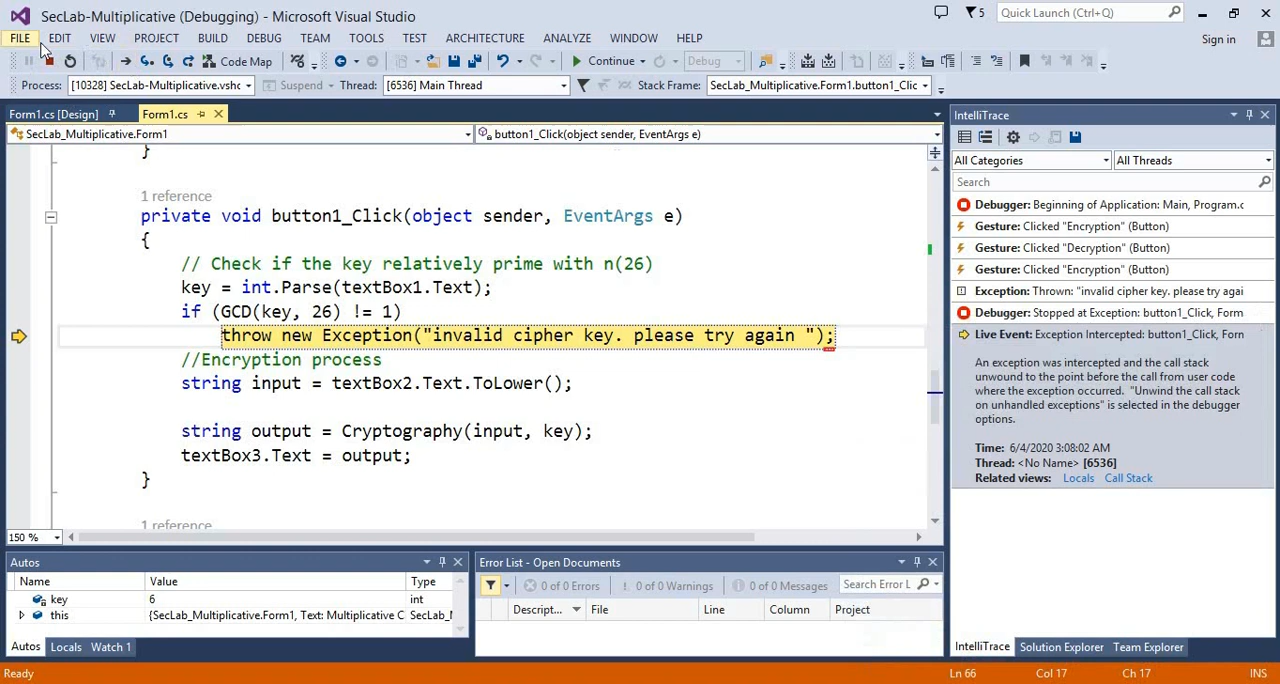 SecLab-Multiplicative (Debugging) - Microsoft Visual Studio
5
Quick Launch (Ctrl+Q)
FILE EDIT VIEW PROJECT BUILD DEBUG TEAM TOOLS TEST ARCHITECTURE ANALYZE WINDOW HELP
Sign in
Code Map
Continue
Debug
Process: [10328] SecLab-Multiplicative.vshc Suspend Thread: [6536] Main Thread Stack Frame: SecLab_Multiplicative.Form1.button1_Clic
Form1.cs [Design] Form1.cs
SecLab_Multiplicative.Form1 button1_Click(object sender, EventArgs e)
}
1 reference
private void button1_Click(object sender, EventArgs e)
{
// Check if the key relatively prime with n(26)
key = int.Parse(textBox1.Text);
if (GCD(key, 26) != 1)
throw new Exception("invalid cipher key. please try again ");
//Encryption process
string input = textBox2.Text.ToLower();
string output = Cryptography(input, key);
textBox3.Text = output;
}
1 reference
150 %
IntelliTrace
All Categories All Threads
Search
Debugger: Beginning of Application: Main, Program.c
Gesture: Clicked "Encryption" (Button)
Gesture: Clicked "Decryption" (Button)
Gesture: Clicked "Encryption" (Button)
Exception: Thrown: "invalid cipher key. please try agai
Debugger: Stopped at Exception: button1_Click, Form
Live Event: Exception Intercepted: button1_Click, For
An exception was intercepted and the call stack
unwound to the point before the call from user code
where the exception occurred. "Unwind the call stack
on unhandled exceptions" is selected in the debugger
options.
Time: 6/4/2020 3:08:02 AM
Thread: <No Name> [6536]
Related views: Locals Call Stack
Autos
Name Value Type
key 6 int
this {SecLab_Multiplicative.Form1, Text: Multiplicative C SecLab_M
Autos Locals Watch 1
Error List - Open Documents
0 of 0 Errors 0 of 0 Warnings 0 of 0 Messages Search Error L
Descript... File Line Column Project
IntelliTrace Solution Explorer Team Explorer
Ready Ln 66 Col 17 Ch 17 INS